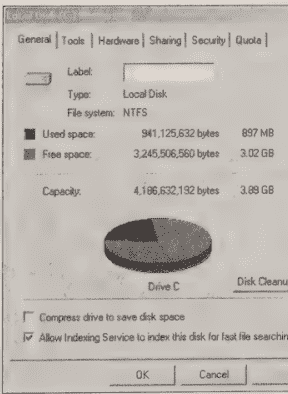 General Tools Hardware Sharing Security Quota
Label:
Type: Local Disk
File system: NTFS
Used space: 941,125,632 bytes 897 MB
Free space: 3,245,506,560 bytes 3.02 GB
Capacity: 4,186,632,192 bytes 3.89 GB
Drive C
Disk Cleanu
Compress drive to save disk space
Allow Indexing Service to index this disk for fast file searchin
OK Cancel